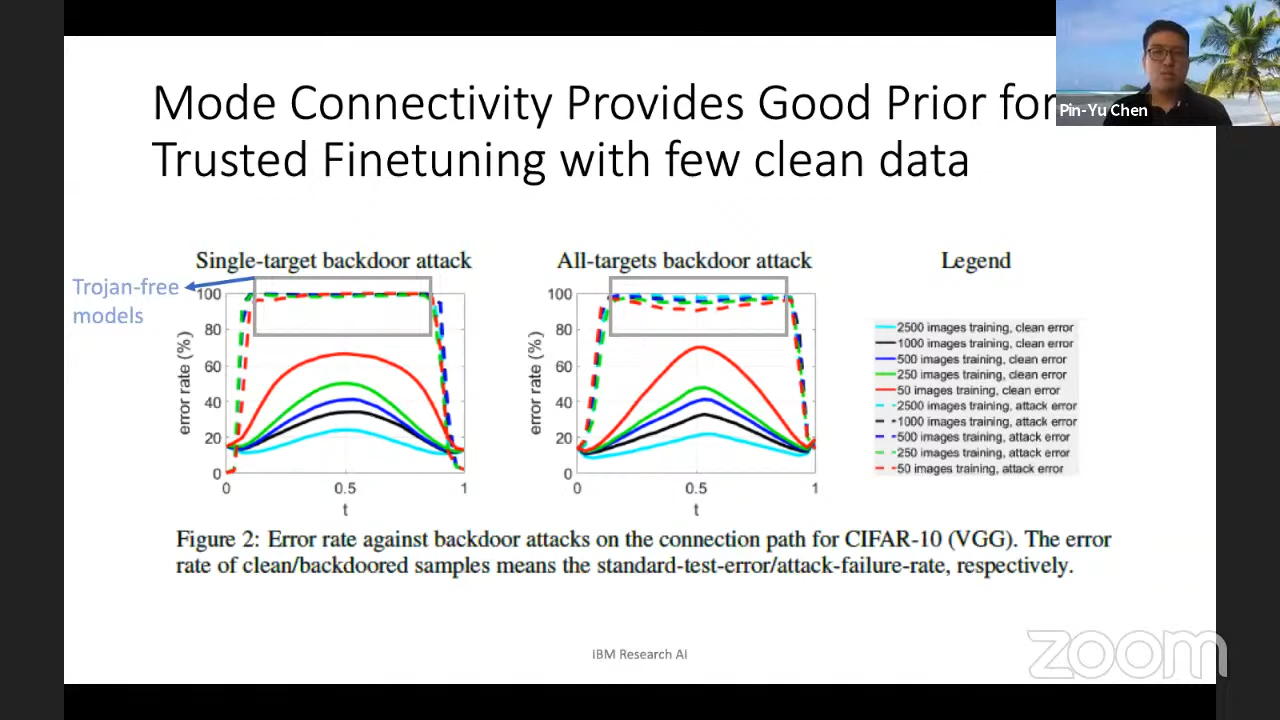 Mode Connectivity Provides Good Prior for
Trusted Finetuning with few clean data
Pin-Yu Chen
Single-target backdoor attack
All-targets backdoor attack
Legend
Trojan-free
models
error rate (%)
100
80
60
40
20
0
0
0.5
1
t
error rate (%)
100
80
60
40
20
0
0
0.5
1
t
2500 images training, clean error
1000 images training, clean error
500 images training, clean error
250 images training, clean error
50 images training, clean error
2500 images training, attack error
1000 images training, attack error
500 images training, attack error
250 images training, attack error
50 images training, attack error
Figure 2: Error rate against backdoor attacks on the connection path for CIFAR-10 (VGG). The error
rate of clean/backdoored samples means the standard-test-error/attack-failure-rate, respectively.
IBM Research AI
zoom